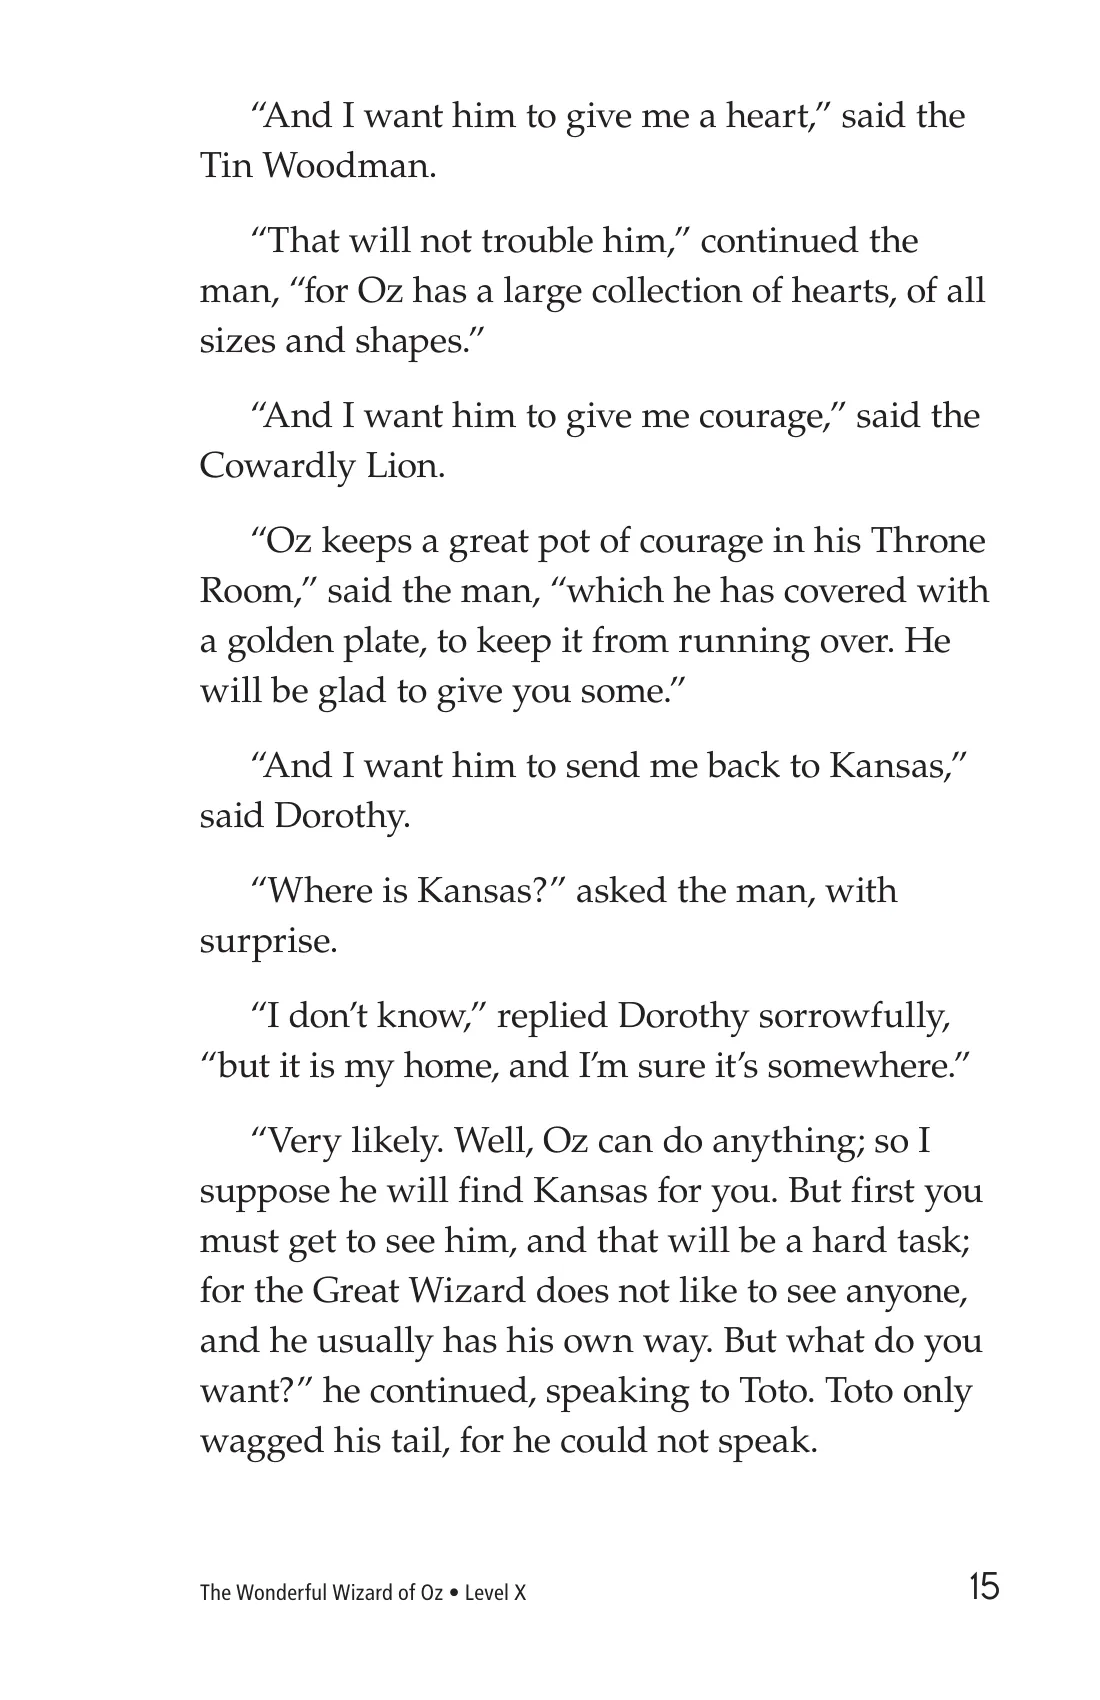 “And I want him to give me a heart,” said the
Tin Woodman.
“That will not trouble him,” continued the
man, “for Oz has a large collection of hearts, of all
sizes and shapes.”
“And I want him to give me courage,” said the
Cowardly Lion.
“Oz keeps a great pot of courage in his Throne
Room,” said the man, “which he has covered with
a golden plate, to keep it from running over. He
will be glad to give you some.”
“And I want him to send me back to Kansas,”
said Dorothy.
“Where is Kansas?” asked the man, with
surprise.
“I don’t know,” replied Dorothy sorrowfully,
“but it is my home, and I’m sure it’s somewhere.”
“Very likely. Well, Oz can do anything; so I
suppose he will find Kansas for you. But first you
must get to see him, and that will be a hard task;
for the Great Wizard does not like to see anyone,
and he usually has his own way. But what do you
want?” he continued, speaking to Toto. Toto only
wagged his tail, for he could not speak.
The Wonderful Wizard of Oz • Level X 15